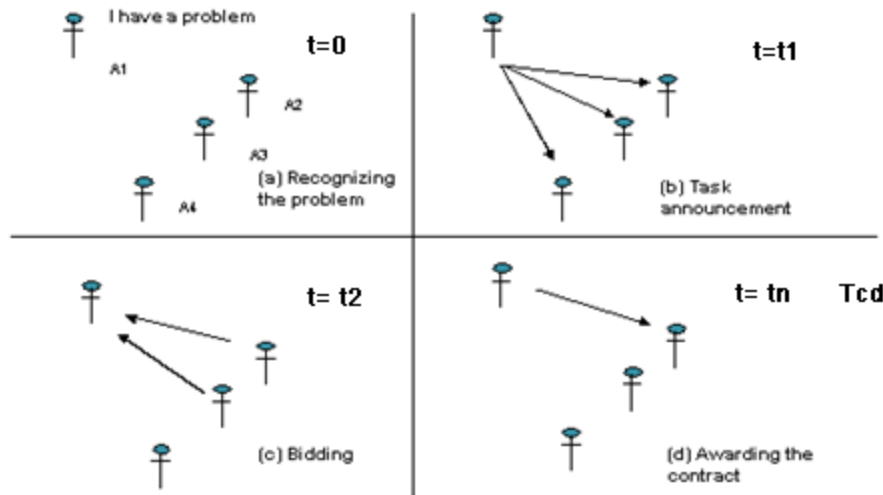 I have a problem
t=0
A1
A2
A3
A4
(a) Recognizing
the problem
t=t1
(b) Task
announcement
t= t2
(c) Bidding
t= tn Tcd
(d) Awarding the
contract